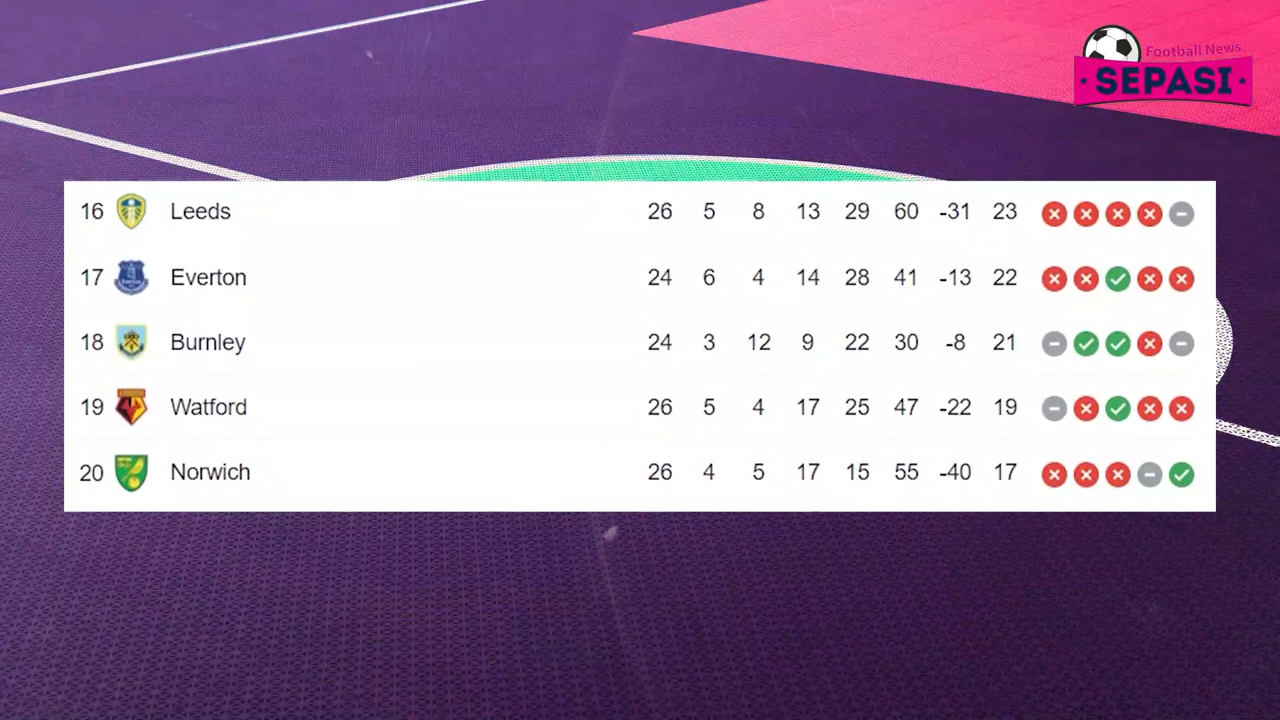 Football News
SEPASI
16 Leeds 26 5 8 13 29 60 -31 23
17 Everton 24 6 4 14 28 41 -13 22
18 Burnley 24 3 12 9 22 30 -8 21
19 Watford 26 5 4 17 25 47 -22 19
20 Norwich 26 4 5 17 15 55 -40 17